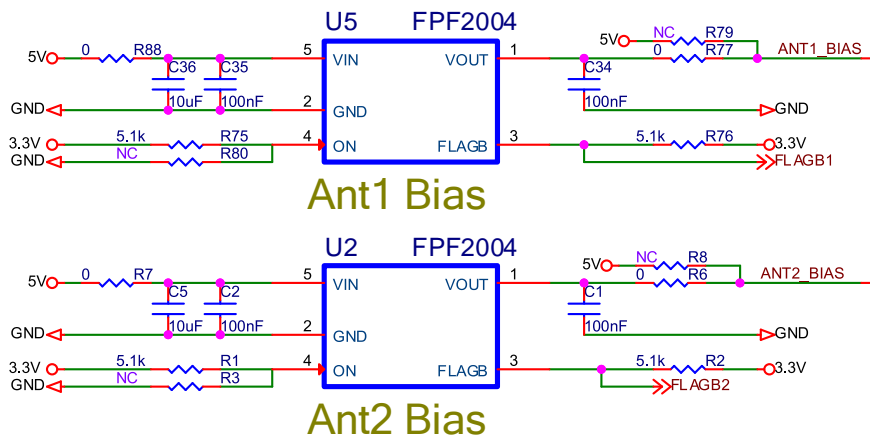 U5 FPF2004
5V 0 R88 5 VIN VOUT 1 5V NC R79
0 R77 ANT1_BIAS
C36 C35 C34
10uF 100nF 2 GND 100nF
GND GND
3.3V 5.1k R75 4 ON FLAGB 3 5.1k R76 3.3V
GND NC R80 FLAGB1
Ant1 Bias
U2 FPF2004
5V 0 R7 5 VIN VOUT 1 5V NC R8
0 R6 ANT2_BIAS
C5 C2 C1
10uF 100nF 2 GND 100nF
GND GND
3.3V 5.1k R1 4 ON FLAGB 3 5.1k R2 3.3V
GND NC R3 FLAGB2
Ant2 Bias